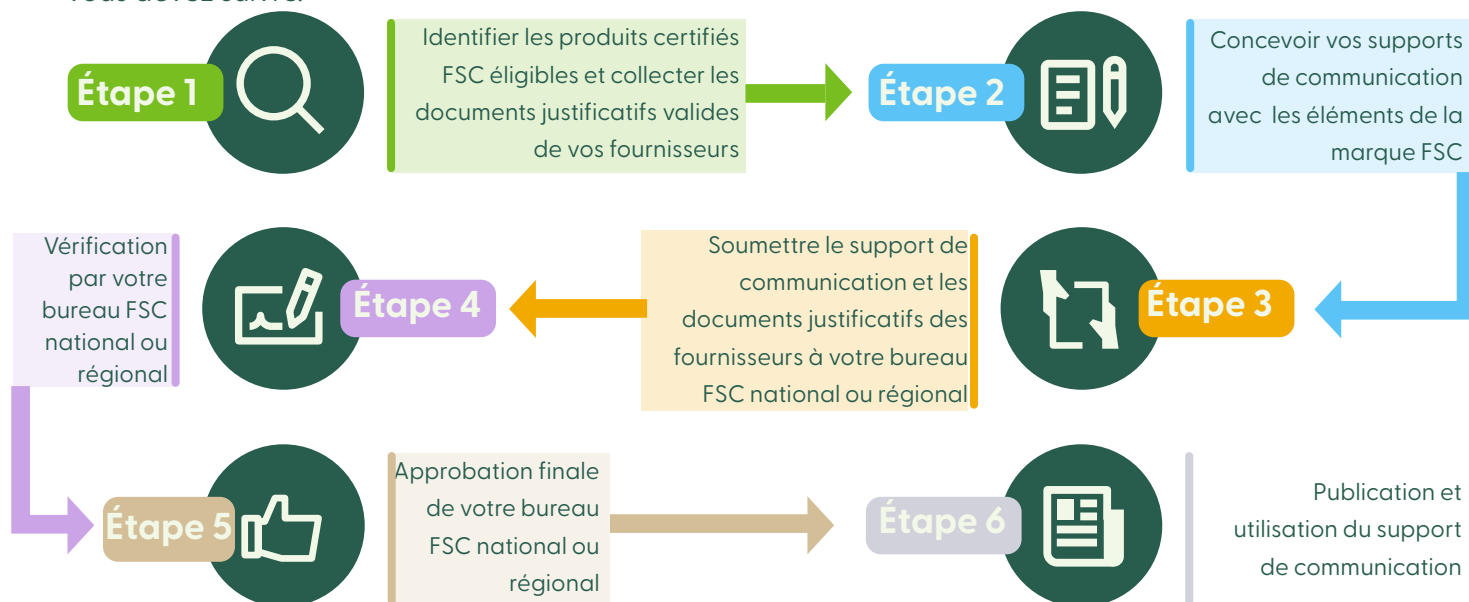 vous devez suivre.
Étape 1
Identifier les produits certifiés
FSC éligibles et collecter les
documents justificatifs valides
de vos fournisseurs
Étape 2
Concevoir vos supports
de communication
avec les éléments de la
marque FSC
Étape 3
Soumettre le support de
communication et les
documents justificatifs des
fournisseurs à votre bureau
FSC national ou régional
Étape 4
Vérification
par votre
bureau FSC
national ou
régional
Étape 5
Approbation finale
de votre bureau
FSC national ou
régional
Étape 6
Publication et
utilisation du support
de communication